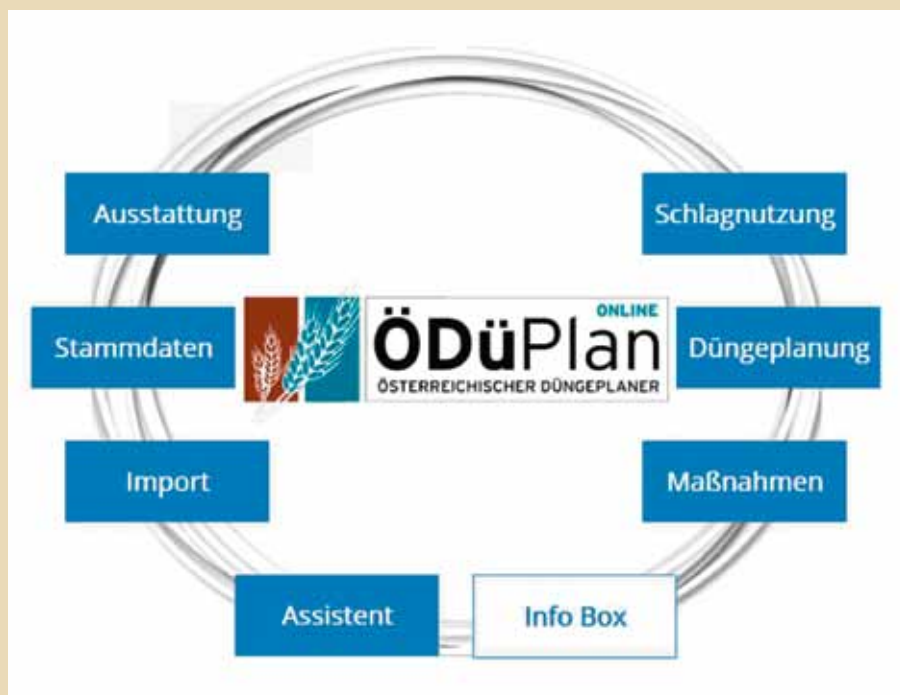 Ausstattung
Schlagnutzung
ONLINE
ÖDüPlan
ÖSTERREICHISCHER DÜNGEPLANER
Stammdaten
Düngeplanung
Import
Maßnahmen
Assistent
Info Box